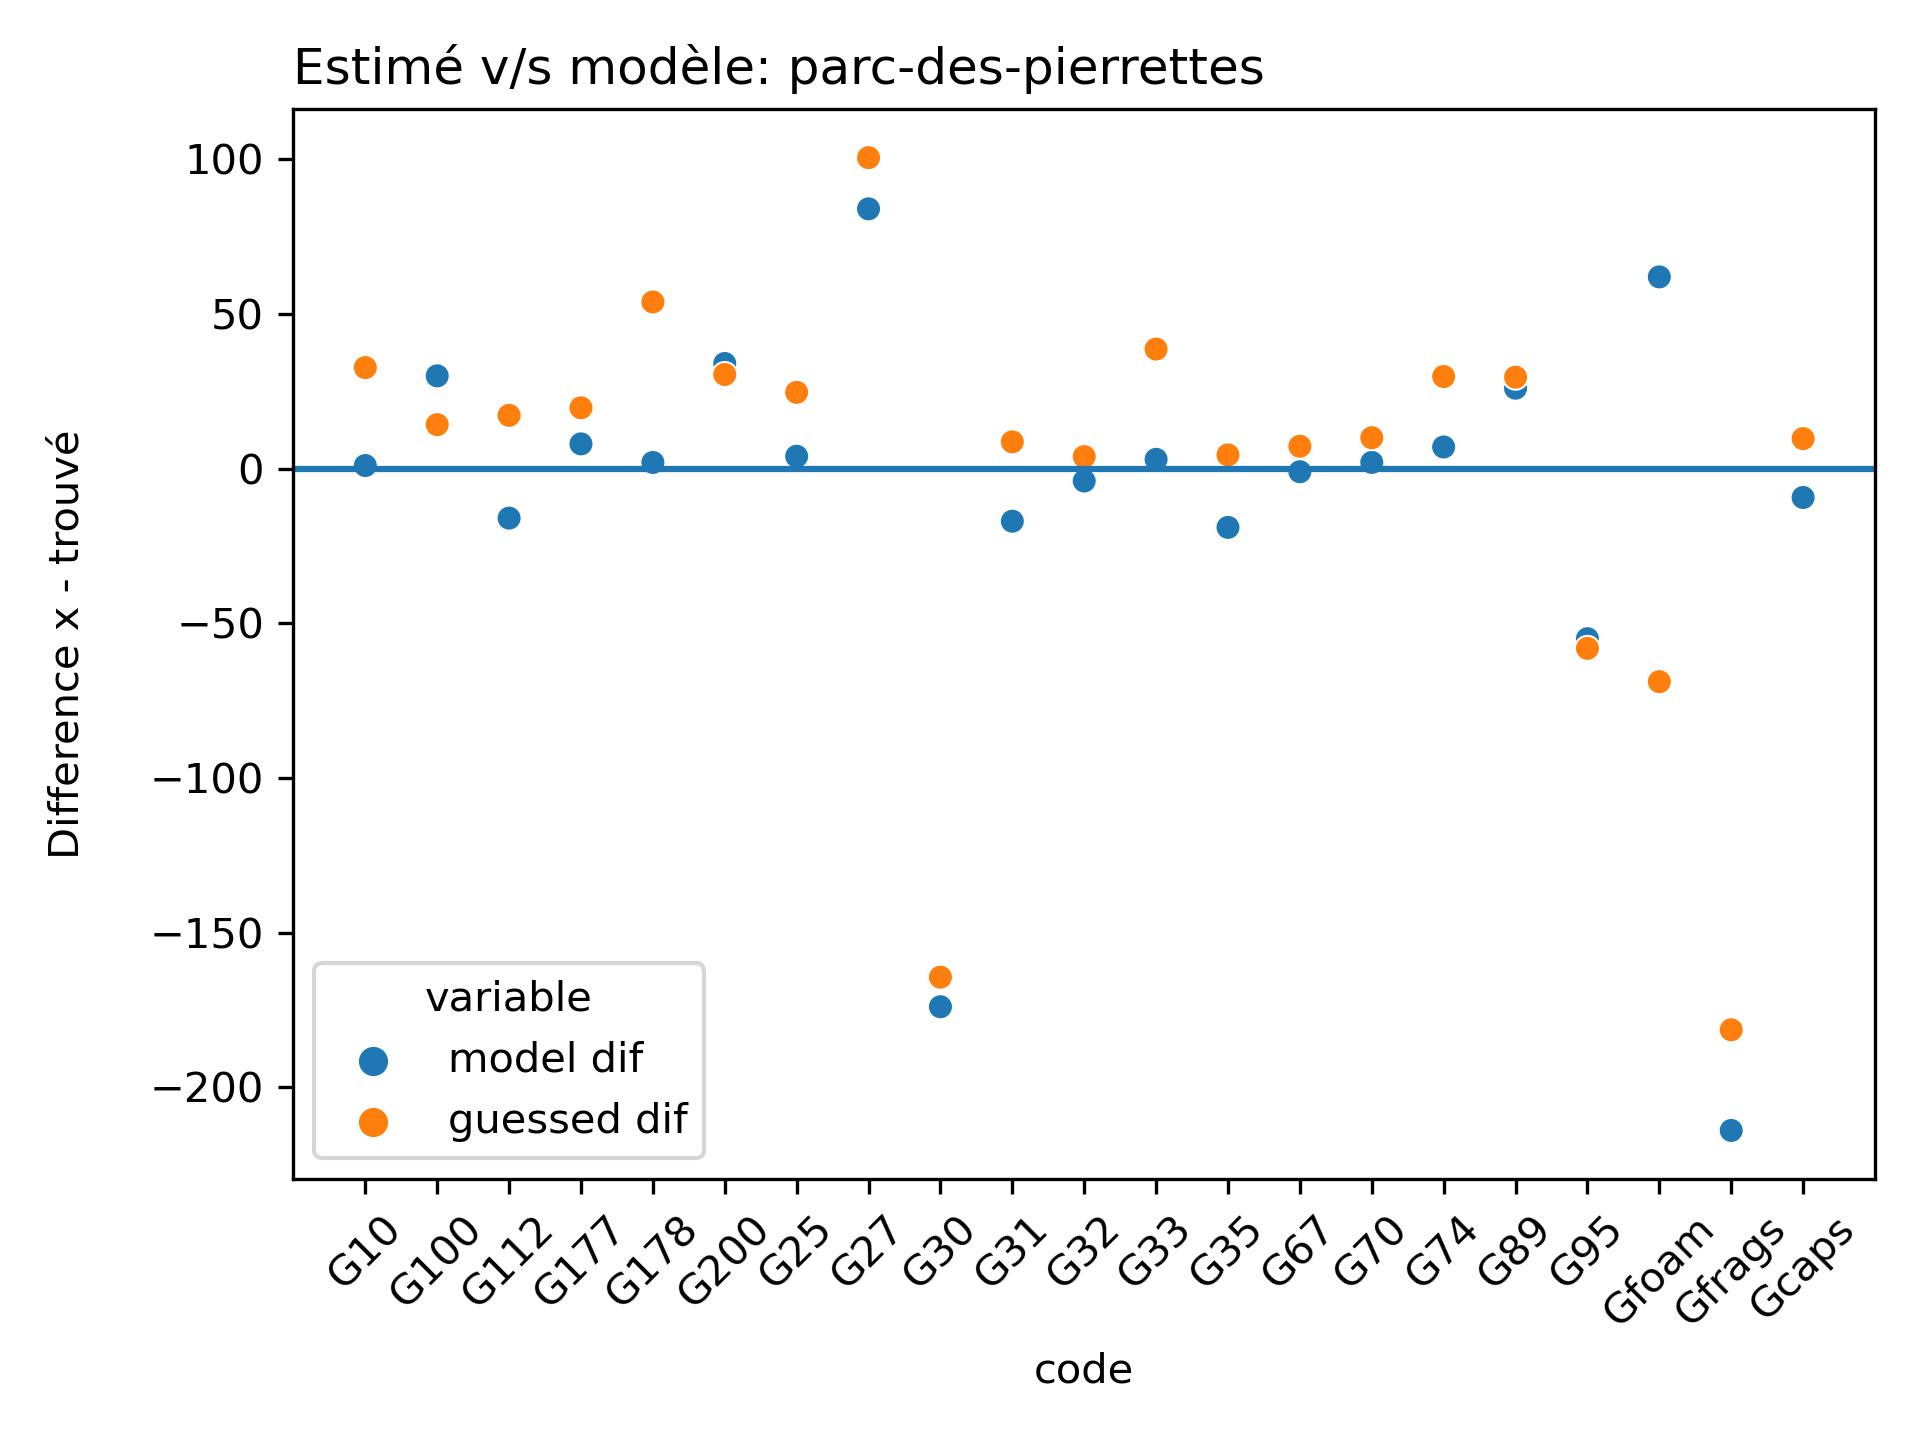 Estimé v/s modèle: parc-des-pierrettes
Difference x - trouvé
100
50
0
−50
−100
−150
−200
variable
model dif
guessed dif
G10
G100
G112
G177
G178
G200
G25
G27
G30
G31
G32
G33
G35
G67
G70
G74
G89
G95
Gfoam
Gfrags
Gcaps
code